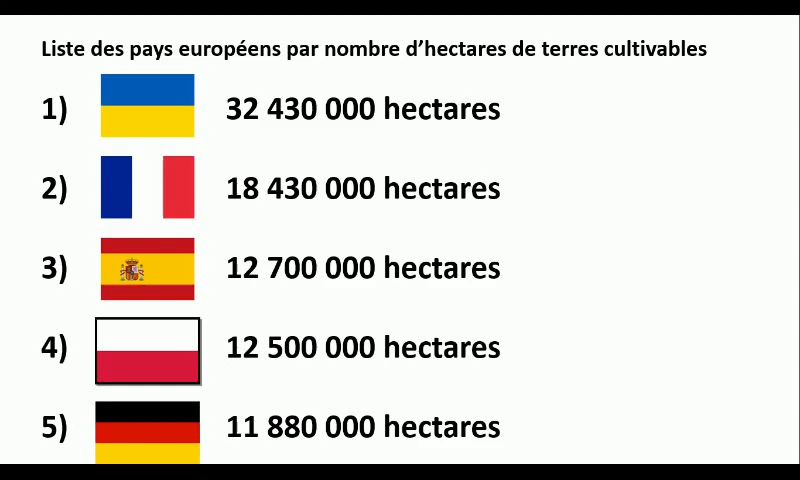 Liste des pays européens par nombre d’hectares de terres cultivables
1) 32 430 000 hectares
2) 18 430 000 hectares
3) 12 700 000 hectares
4) 12 500 000 hectares
5) 11 880 000 hectares